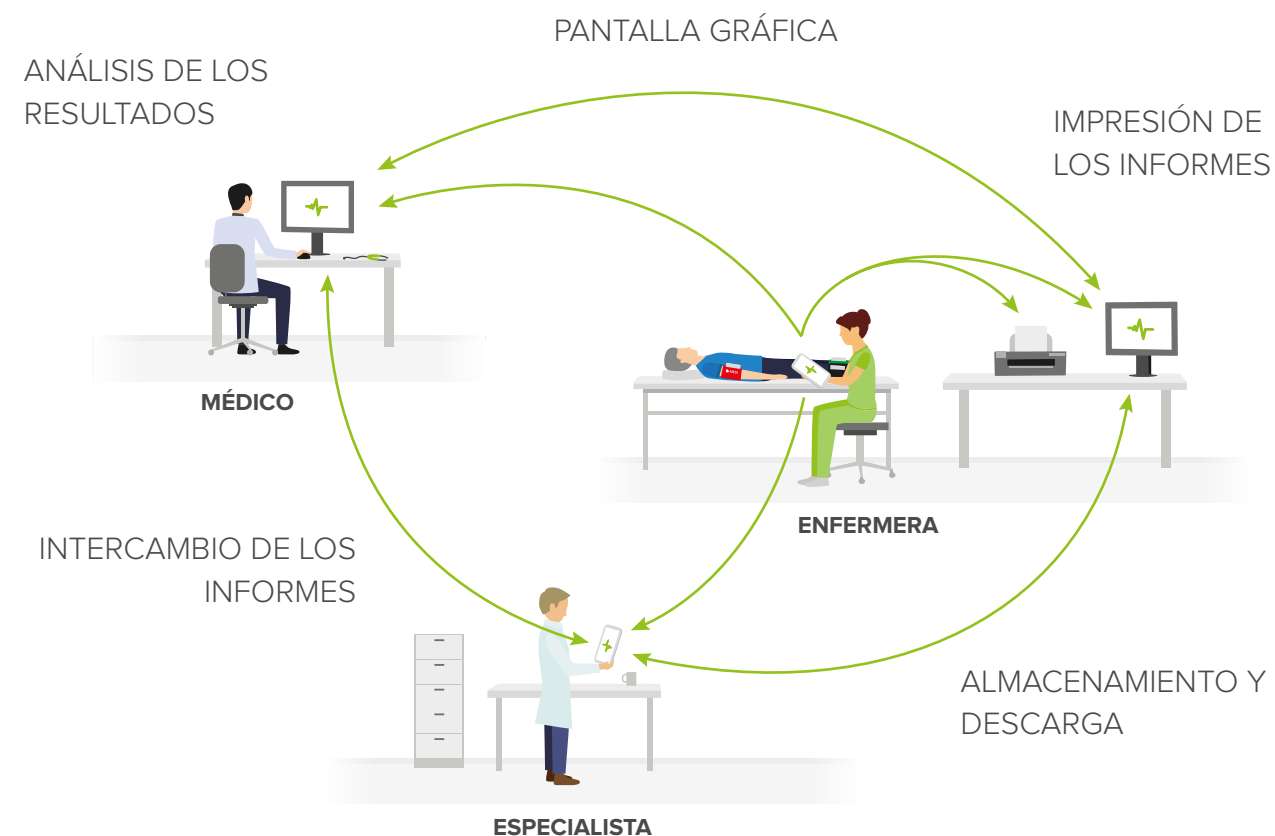 PANTALLA GRÁFICA
ANÁLISIS DE LOS
RESULTADOS
IMPRESIÓN DE
LOS INFORMES
MÉDICO
ENFERMERA
INTERCAMBIO DE LOS
INFORMES
ALMACENAMIENTO Y
DESCARGA
ESPECIALISTA